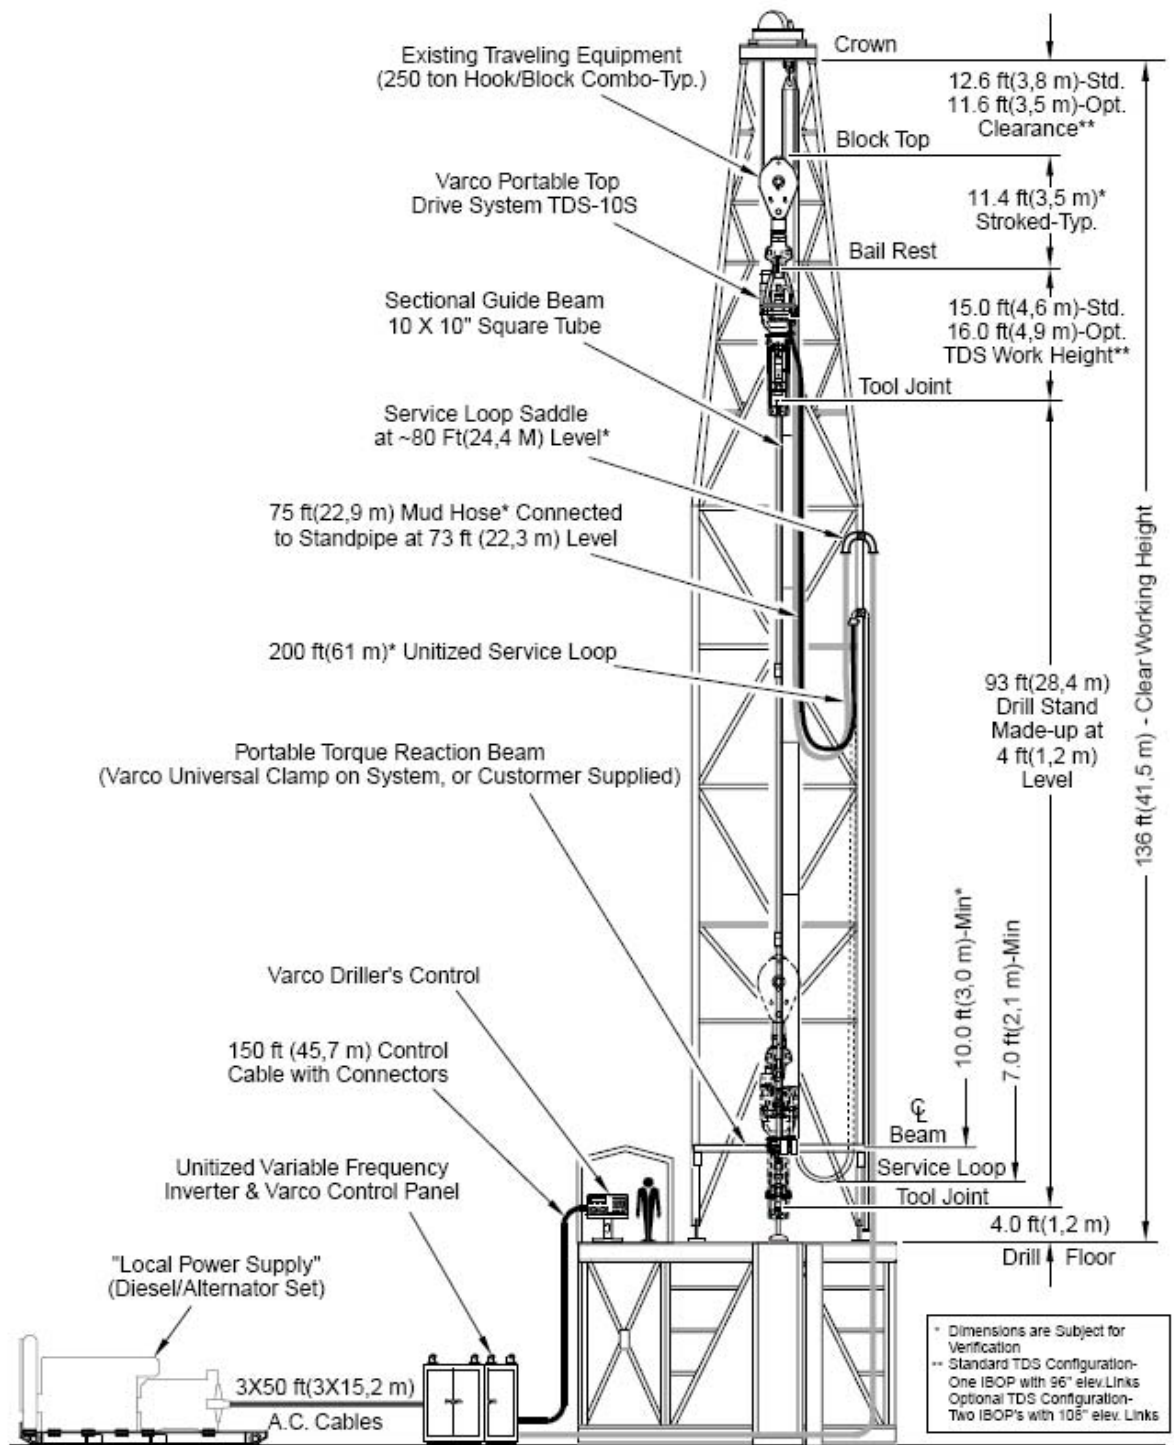 Existing Traveling Equipment
(250 ton Hook/Block Combo-Typ.)
Varco Portable Top
Drive System TDS-10S
Sectional Guide Beam
10 X 10" Square Tube
Service Loop Saddle
at ~80 Ft(24,4 M) Level*
75 ft(22,9 m) Mud Hose* Connected
to Standpipe at 73 ft (22,3 m) Level
200 ft(61 m)* Unitized Service Loop
Portable Torque Reaction Beam
(Varco Universal Clamp on System, or Custormer Supplied)
Varco Driller's Control
150 ft (45,7 m) Control
Cable with Connectors
Unitized Variable Frequency
Inverter & Varco Control Panel
"Local Power Supply"
(Diesel/Alternator Set)
3X50 ft(3X15,2 m)
A.C. Cables
Crown
12.6 ft(3,8 m)-Std.
11.6 ft(3,5 m)-Opt.
Clearance**
Block Top
11.4 ft(3,5 m)*
Stroked-Typ.
Bail Rest
15.0 ft(4,6 m)-Std.
16.0 ft(4,9 m)-Opt.
TDS Work Height**
Tool Joint
93 ft(28,4 m)
Drill Stand
Made-up at
4 ft(1,2 m)
Level
136 ft(41,5 m) - Clear Working Height
10.0 ft(3,0 m)-Min*
7.0 ft(2,1 m)-Min
℄
Beam
Service Loop
Tool Joint
4.0 ft(1,2 m)
Drill Floor
* Dimensions are Subject for
Verification
** Standard TDS Configuration-
One IBOP with 96" elev.Links
Optional TDS Configuration-
Two IBOP's with 108" elev. Links